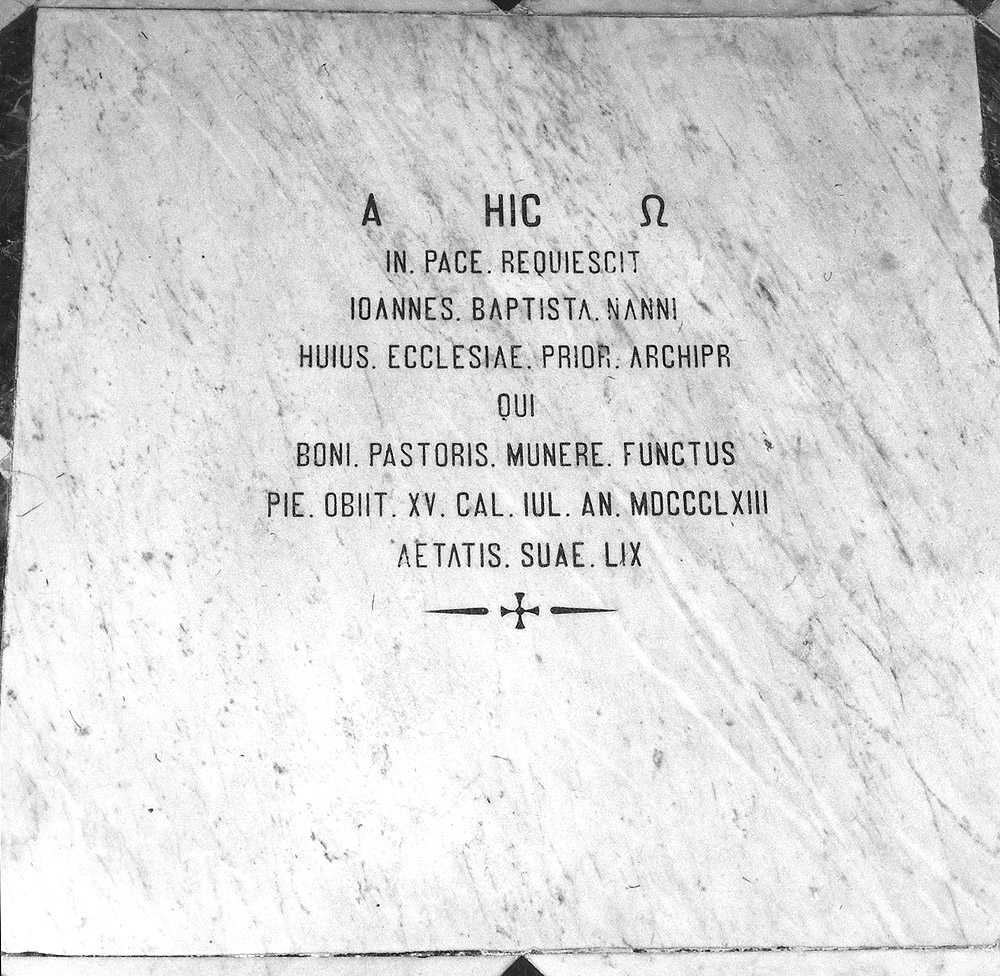 A HIC Ω
IN. PACE. REQUIESCIT
IOANNES. BAPTISTA. NANNI
HUIUS. ECCLESIAE. PRIOR. ARCHIPR
QUI
BONI. PASTORIS. MUNERE. FUNCTUS
PIE. OBIIT. XV. CAL. IUL. AN. MDCCCLXIII
AETATIS. SUAE. LIX